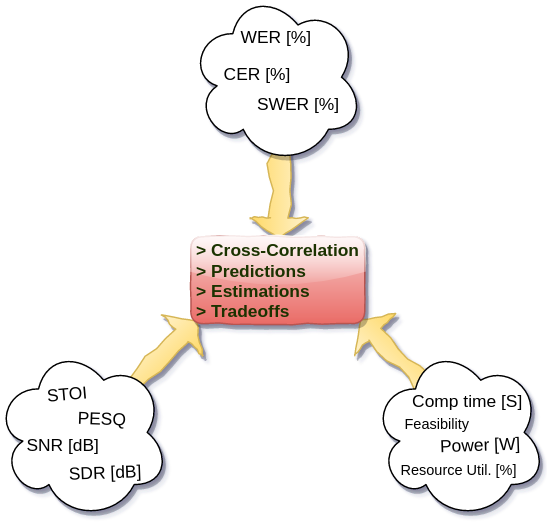 WER [%]
CER [%]
SWER [%]
> Cross-Correlation
> Predictions
> Estimations
> Tradeoffs
STOI
PESQ
SNR [dB]
SDR [dB]
Comp time [S]
Feasibility
Power [W]
Resource Util. [%]